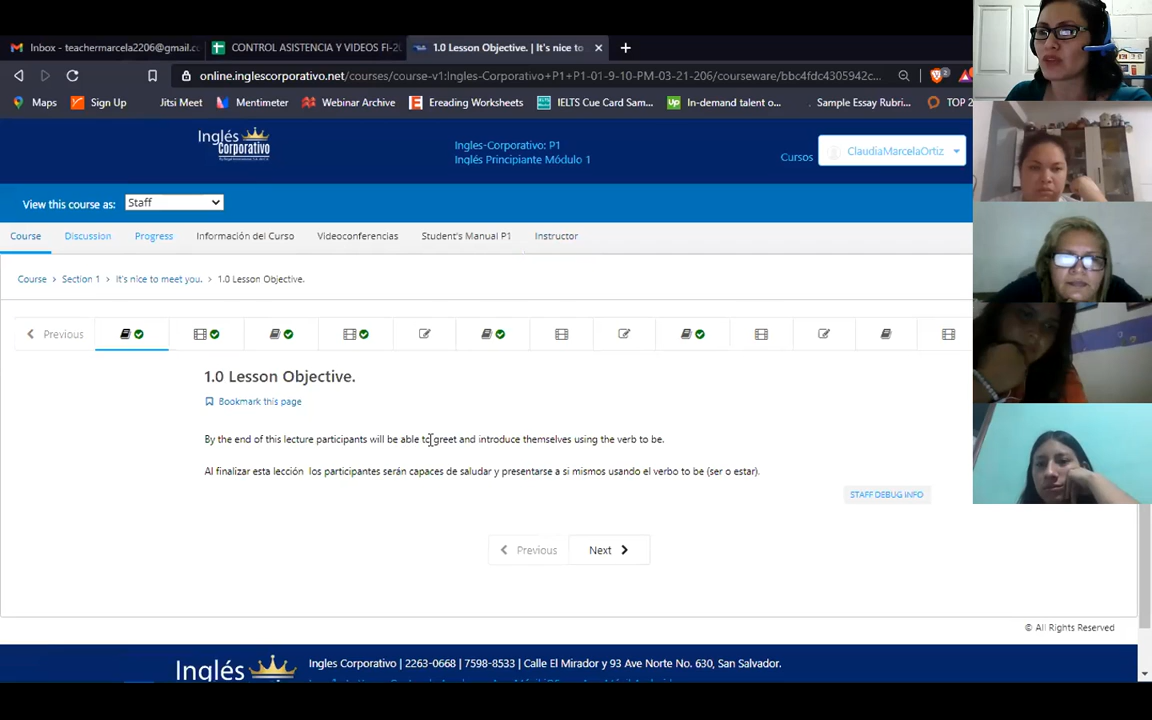 Inbox - teachermarcela2206@gmail.c
CONTROL ASISTENCIA Y VIDEOS FI-2
1.0 Lesson Objective. | It's nice to
online.inglescorporativo.net/courses/course-v1:Ingles-Corporativo+P1+P1-01-9-10-PM-03-21-206/courseware/bbc4fdc4305942c...
Maps
Sign Up
Jitsi Meet
Mentimeter
Webinar Archive
Ereading Worksheets
IELTS Cue Card Sam...
In-demand talent o...
Sample Essay Rubri...
TOP 2
Inglés
Corporativo
Ingles-Corporativo: P1
Inglés Principiante Módulo 1
Cursos
ClaudiaMarcelaOrtiz
View this course as:
Staff
Course
Discussion
Progress
Información del Curso
Videoconferencias
Student's Manual P1
Instructor
Course > Section 1 > It's nice to meet you. > 1.0 Lesson Objective.
Previous
1.0 Lesson Objective.
Bookmark this page
By the end of this lecture participants will be able to greet and introduce themselves using the verb to be.
Al finalizar esta lección los participantes serán capaces de saludar y presentarse a si mismos usando el verbo to be (ser o estar).
STAFF DEBUG INFO
Previous
Next
© All Rights Reserved
Inglés
Ingles Corporativo | 2263-0668 | 7598-8533 | Calle El Mirador y 93 Ave Norte No. 630, San Salvador.